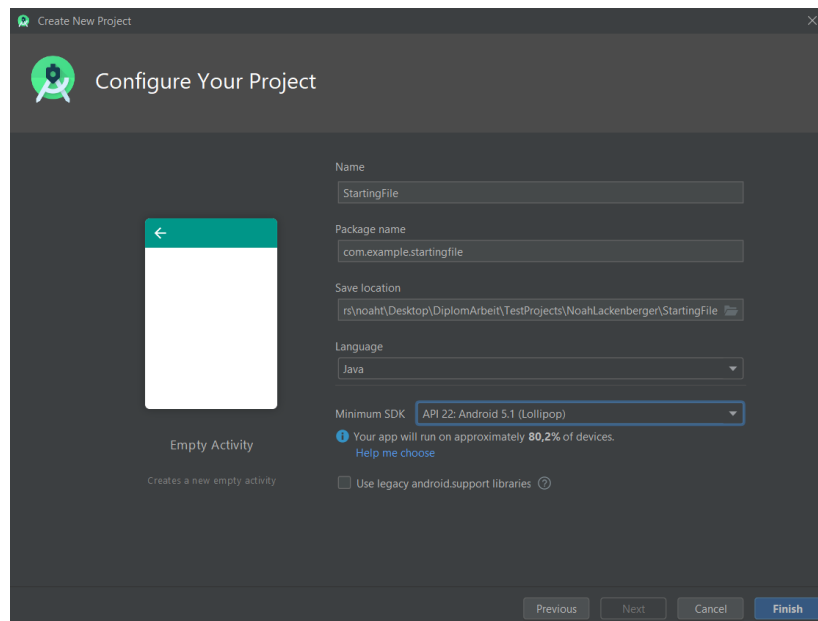 Create New Project
Configure Your Project
Name
StartingFile
Package name
com.example.startingfile
Save location
rs\noaht\Desktop\DiplomArbeit\TestProjects\NoahLackenberger\StartingFile
Language
Java
Minimum SDK API 22: Android 5.1 (Lollipop)
Your app will run on approximately 80,2% of devices.
Help me choose
Use legacy android.support libraries ?
Empty Activity
Creates a new empty activity
Previous Next Cancel Finish